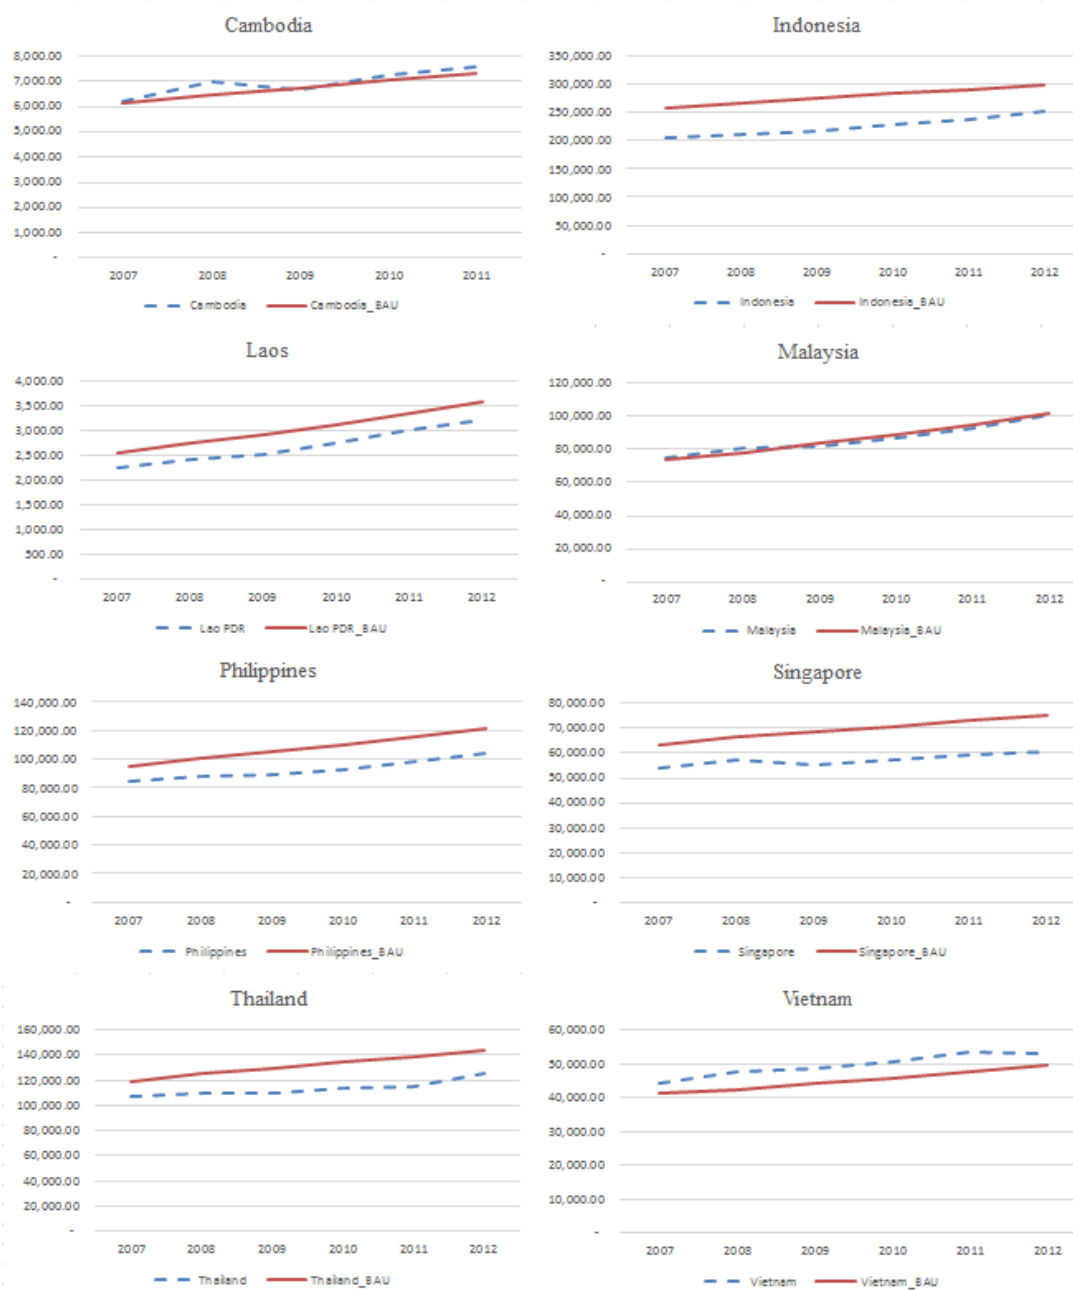 Cambodia
8,000.00
7,000.00
6,000.00
5,000.00
4,000.00
3,000.00
2,000.00
1,000.00
-
2007 2008 2009 2010 2011
Cambodia Cambodia_BAU
Indonesia
350,000.00
300,000.00
250,000.00
200,000.00
150,000.00
100,000.00
50,000.00
-
2007 2008 2009 2010 2011 2012
Indonesia Indonesia_BAU
Laos
4,000.00
3,500.00
3,000.00
2,500.00
2,000.00
1,500.00
1,000.00
500.00
-
2007 2008 2009 2010 2011 2012
Lao PDR Lao PDR_BAU
Malaysia
120,000.00
100,000.00
80,000.00
60,000.00
40,000.00
20,000.00
-
2007 2008 2009 2010 2011 2012
Malaysia Malaysia_BAU
Philippines
140,000.00
120,000.00
100,000.00
80,000.00
60,000.00
40,000.00
20,000.00
-
2007 2008 2009 2010 2011 2012
Philippines Philippines_BAU
Singapore
80,000.00
70,000.00
60,000.00
50,000.00
40,000.00
30,000.00
20,000.00
10,000.00
-
2007 2008 2009 2010 2011 2012
Singapore Singapore_BAU
Thailand
160,000.00
140,000.00
120,000.00
100,000.00
80,000.00
60,000.00
40,000.00
20,000.00
-
2007 2008 2009 2010 2011 2012
Thailand Thailand_BAU
Vietnam
60,000.00
50,000.00
40,000.00
30,000.00
20,000.00
10,000.00
-
2007 2008 2009 2010 2011 2012
Vietnam Vietnam_BAU